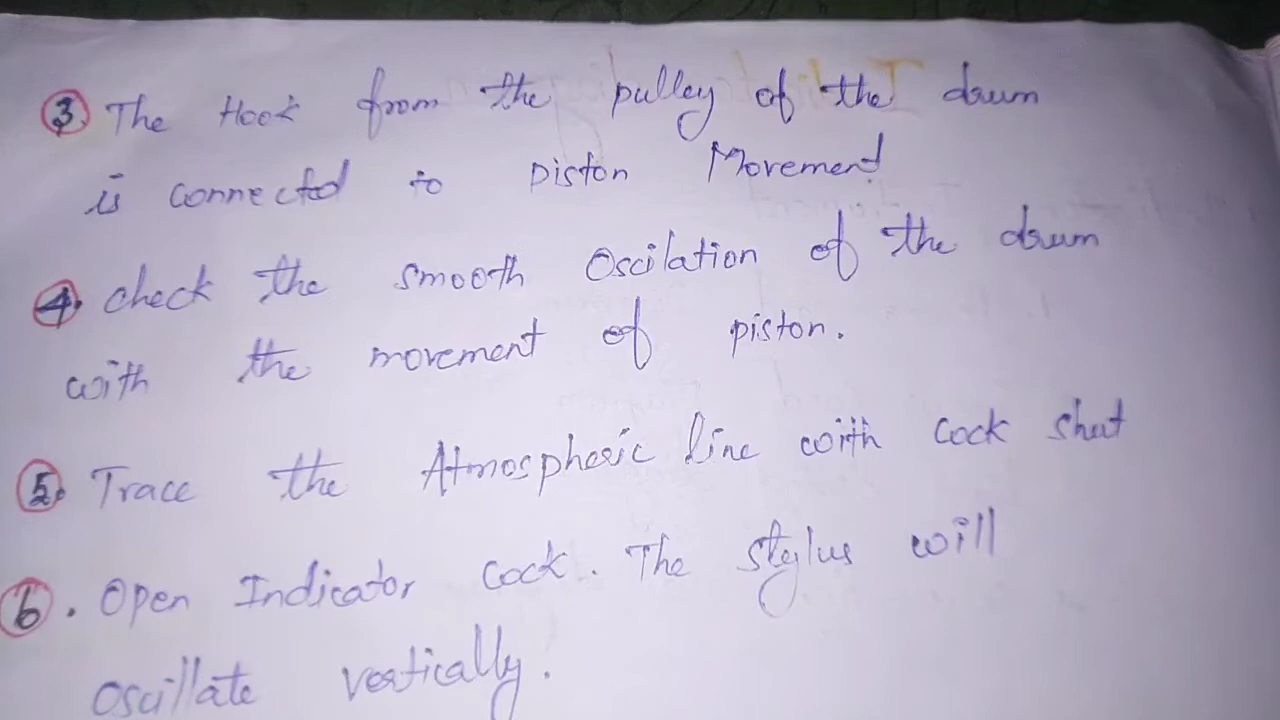 3 The Hook from the pulley of the drum
is connected to piston Movement
4. check the smooth Oscilation of the drum
with the movement of piston.
5. Trace the Atmospheric line with cock shut
6. Open Indicator cock. The stylus will
oscillate vertically.